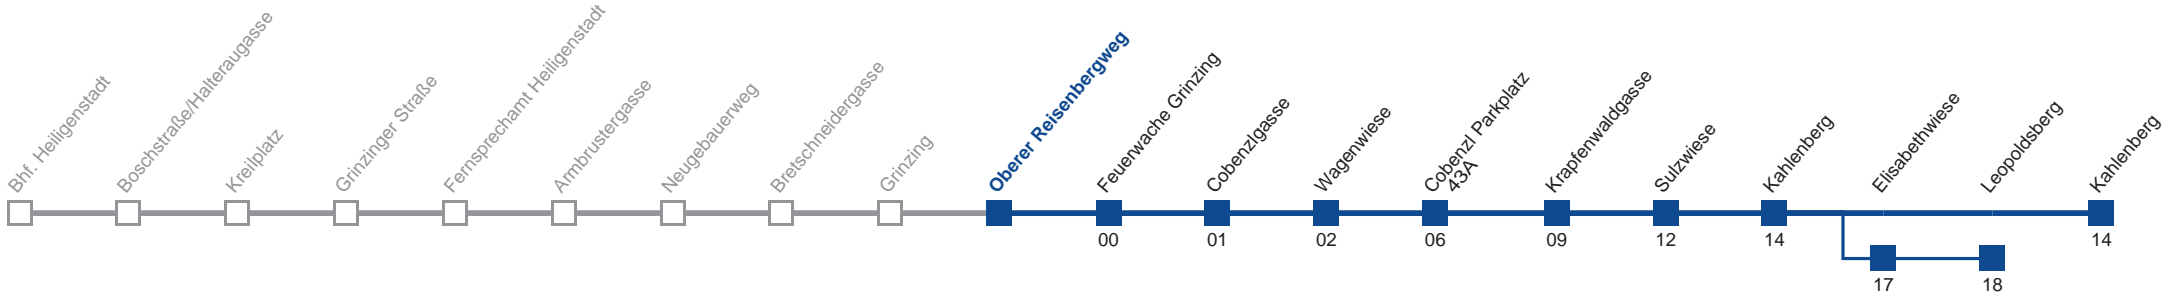 Bhf. Heiligenstadt
Boschstraße/Halteraugasse
Kreilplatz
Grinzinger Straße
Fernsprechamt Heiligenstadt
Armbrustergasse
Neugebauerweg
Bretschneidergasse
Grinzing
Oberer Reisenbergweg
Feuerwache Grinzing
Cobenzlgasse
Wagenwiese
Cobenzl Parkplatz
43A
Krapfenwaldgasse
Sulzwiese
Kahlenberg
Elisabethwiese
Leopoldsberg
Kahlenberg
00
01
02
06
09
12
14
14
17
18